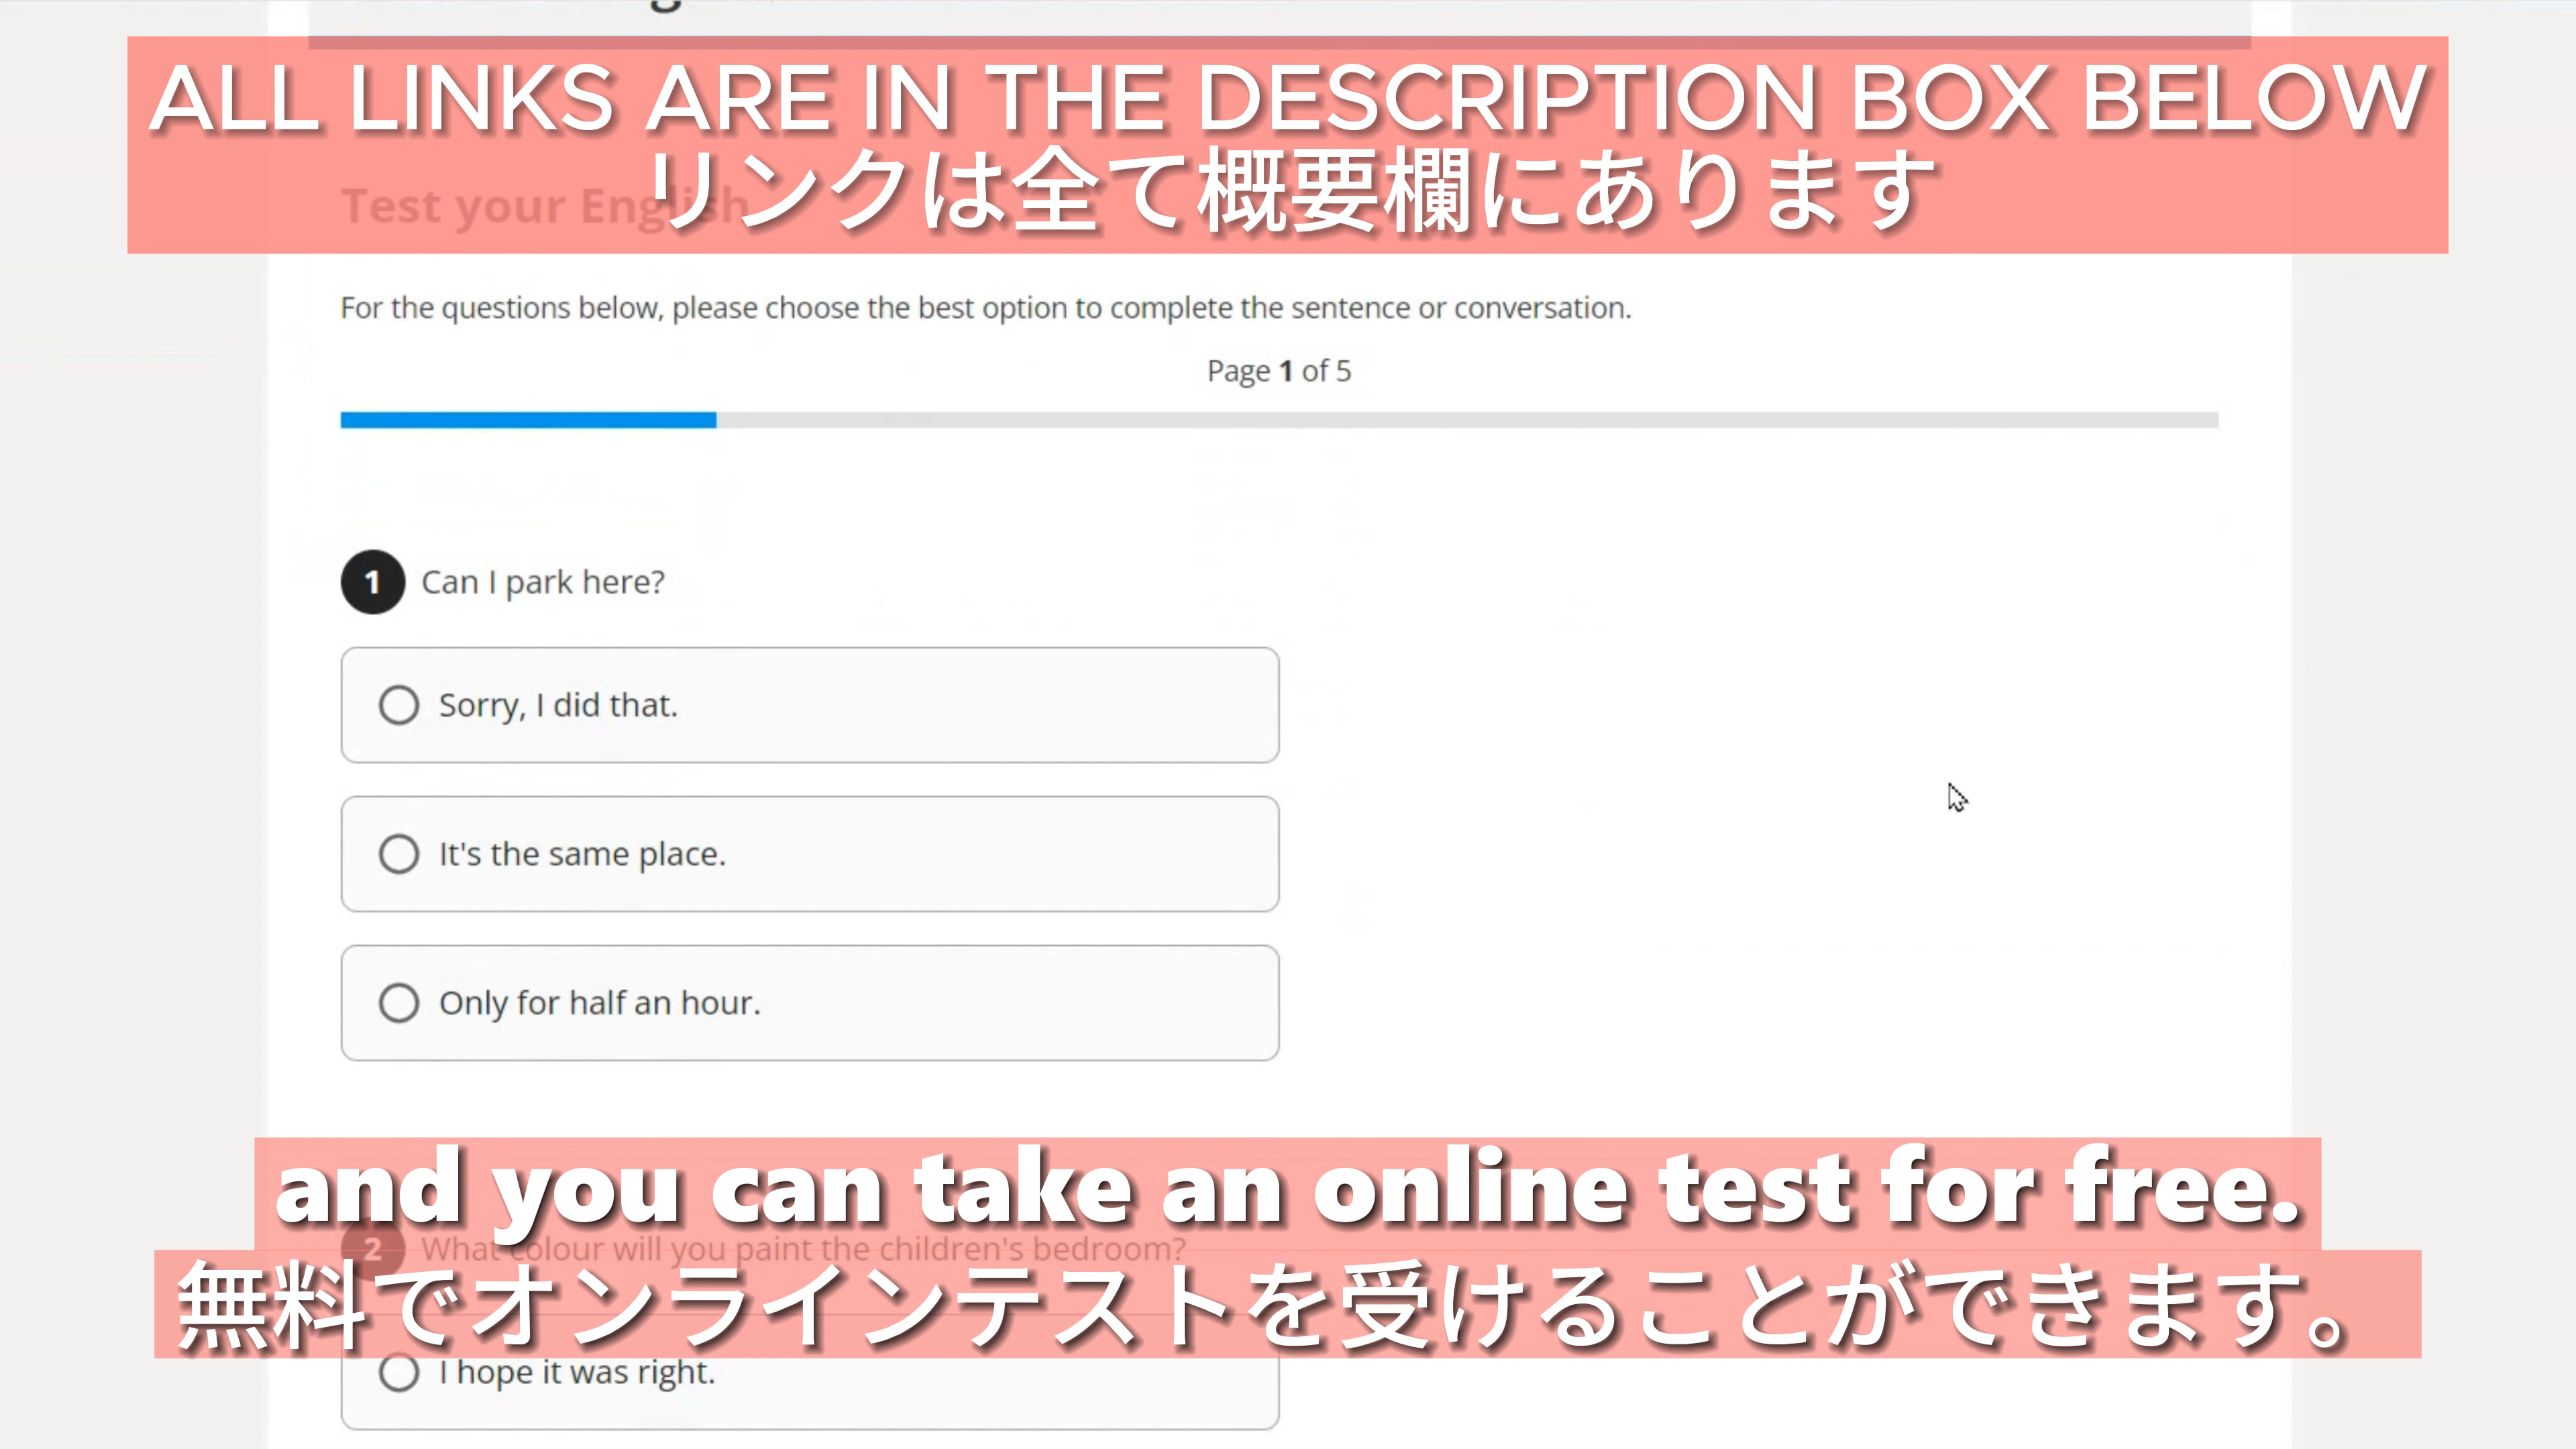 ALL LINKS ARE IN THE DESCRIPTION BOX BELOW
リンクは全て概要欄にあります
Test your English
For the questions below, please choose the best option to complete the sentence or conversation.
Page 1 of 5
1 Can I park here?
Sorry, I did that.
It's the same place.
Only for half an hour.
and you can take an online test for free.
2 What colour will you paint the children's bedroom?
無料でオンラインテストを受けることができます。
I hope it was right.